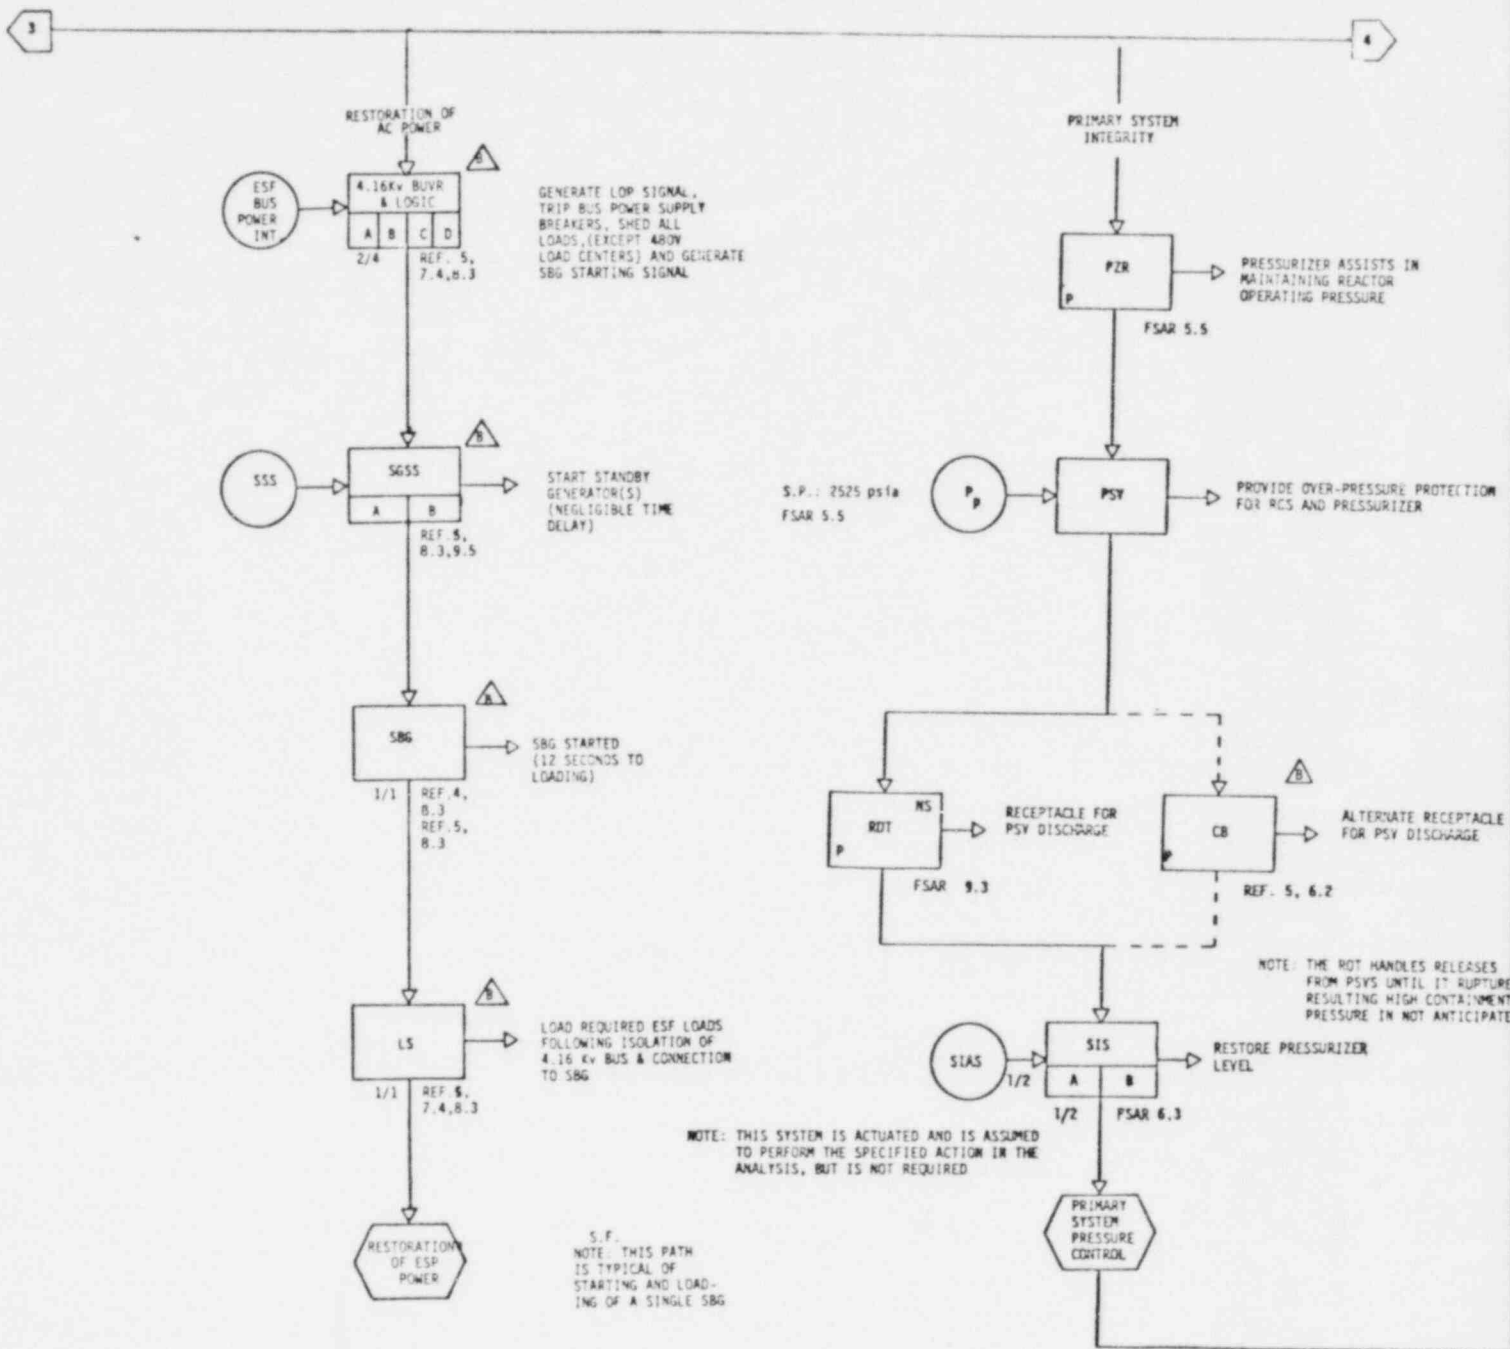 3
4
RESTORATION OF
AC POWER
B
ESF
BUS
POWER
INT.
4.16Kv BUVR
& LOGIC
A B C D
2/4
REF. 5,
7.4,8.3
GENERATE LOP SIGNAL,
TRIP BUS POWER SUPPLY
BREAKERS, SHED ALL
LOADS,(EXCEPT 480V
LOAD CENTERS) AND GENERATE
SBG STARTING SIGNAL
B
SSS
SGSS
A B
REF.5,
8.3,9.5
START STANDBY
GENERATOR(S)
(NEGLIGIBLE TIME
DELAY)
B
SBG
1/1
REF.4,
8.3
REF.5,
8.3
SBG STARTED
(12 SECONDS TO
LOADING)
B
LS
1/1
REF.5,
7.4,8.3
LOAD REQUIRED ESF LOADS
FOLLOWING ISOLATION OF
4.16 Kv BUS & CONNECTION
TO SBG
RESTORATION
OF ESP
POWER
S.F.
NOTE: THIS PATH
IS TYPICAL OF
STARTING AND LOAD-
ING OF A SINGLE SBG
PRIMARY SYSTEM
INTEGRITY
PZR
P
FSAR 5.5
PRESSURIZER ASSISTS IN
MAINTAINING REACTOR
OPERATING PRESSURE
S.P.: 2525 psia
FSAR 5.5
Pp
PSY
PROVIDE OVER-PRESSURE PROTECTION
FOR RCS AND PRESSURIZER
NS
RDT
P
FSAR 9.3
RECEPTACLE FOR
PSY DISCHARGE
B
CB
P
REF. 5, 6.2
ALTERNATE RECEPTACLE
FOR PSY DISCHARGE
NOTE: THE RDT HANDLES RELEASES
FROM PSYS UNTIL IT RUPTURE
RESULTING HIGH CONTAINMENT
PRESSURE IN NOT ANTICIPATE
SIAS
1/2
SIS
A B
1/2
PSAR 6.3
RESTORE PRESSURIZER
LEVEL
NOTE: THIS SYSTEM IS ACTUATED AND IS ASSUMED
TO PERFORM THE SPECIFIED ACTION IN THE
ANALYSIS, BUT IS NOT REQUIRED
PRIMARY
SYSTEM
PRESSURE
CONTROL